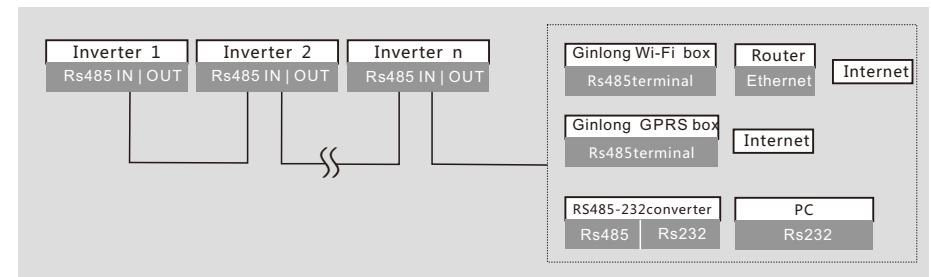 Inverter 1
Rs485 IN | OUT
Inverter 2
Rs485 IN | OUT
Inverter n
Rs485 IN | OUT
Ginlong Wi-Fi box
Rs485terminal
Router
Ethernet
Internet
Ginlong GPRS box
Rs485terminal
Internet
RS485-232converter
Rs485 Rs232
PC
Rs232